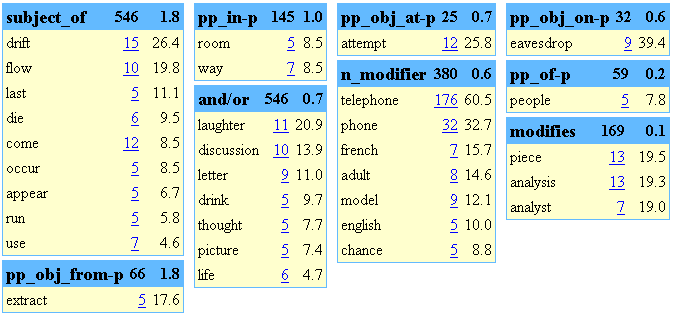 subject_of 546 1.8
drift 15 26.4
flow 10 19.8
last 5 11.1
die 6 9.5
come 12 8.5
occur 5 8.5
appear 5 6.7
run 5 5.8
use 7 4.6
pp_obj_from-p 66 1.8
extract 5 17.6
pp_in-p 145 1.0
room 5 8.5
way 7 8.5
and/or 546 0.7
laughter 11 20.9
discussion 10 13.9
letter 9 11.0
drink 5 9.7
thought 5 7.7
picture 5 7.4
life 6 4.7
pp_obj_at-p 25 0.7
attempt 12 25.8
n_modifier 380 0.6
telephone 176 60.5
phone 32 32.7
french 7 15.7
adult 8 14.6
model 9 12.1
english 5 10.0
chance 5 8.8
pp_obj_on-p 32 0.6
eavesdrop 9 39.4
pp_of-p 59 0.2
people 5 7.8
modifies 169 0.1
piece 13 19.5
analysis 13 19.3
analyst 7 19.0